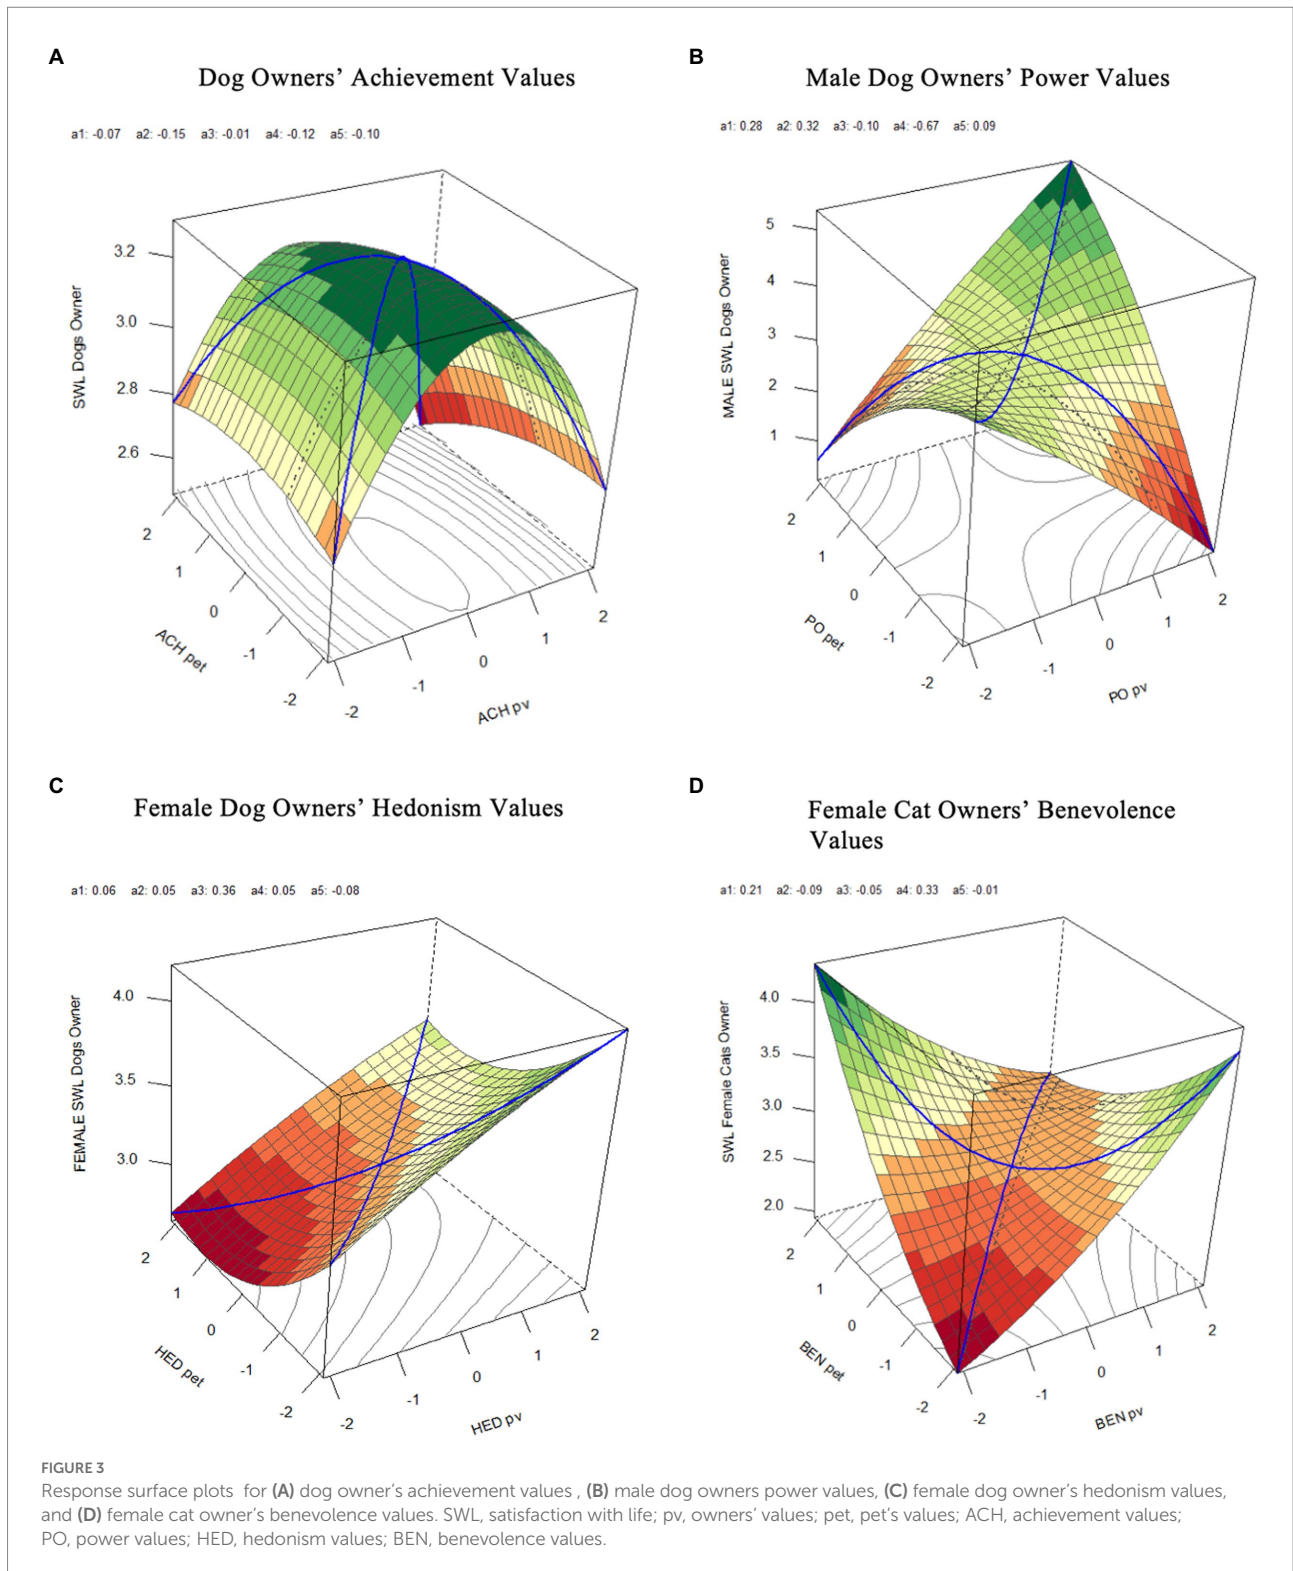 A
Dog Owners’ Achievement Values
a1: -0.07 a2: -0.15 a3: -0.01 a4: -0.12 a5: -0.10
SWL Dogs Owner
3.2
3.0
2.8
2.6
2
1
0
-1
-2
ACH pet
-2
-1
0
1
2
ACH pv
B
Male Dog Owners’ Power Values
a1: 0.28 a2: 0.32 a3: -0.10 a4: -0.67 a5: 0.09
MALE SWL Dogs Owner
5
4
3
2
1
2
1
0
-1
-2
PO pet
-2
-1
0
1
2
PO pv
C
Female Dog Owners’ Hedonism Values
a1: 0.06 a2: 0.05 a3: 0.36 a4: 0.05 a5: -0.08
FEMALE SWL Dogs Owner
4.0
3.5
3.0
2
1
0
-1
-2
HED pet
-2
-1
0
1
2
HED pv
D
Female Cat Owners’ Benevolence
Values
a1: 0.21 a2: -0.09 a3: -0.05 a4: 0.33 a5: -0.01
SWL Female Cats Owner
4.0
3.5
3.0
2.5
2.0
2
1
0
-1
-2
BEN pet
-2
-1
0
1
2
BEN pv
FIGURE 3
Response surface plots for (A) dog owner’s achievement values , (B) male dog owners power values, (C) female dog owner’s hedonism values,
and (D) female cat owner’s benevolence values. SWL, satisfaction with life; pv, owners’ values; pet, pet’s values; ACH, achievement values;
PO, power values; HED, hedonism values; BEN, benevolence values.